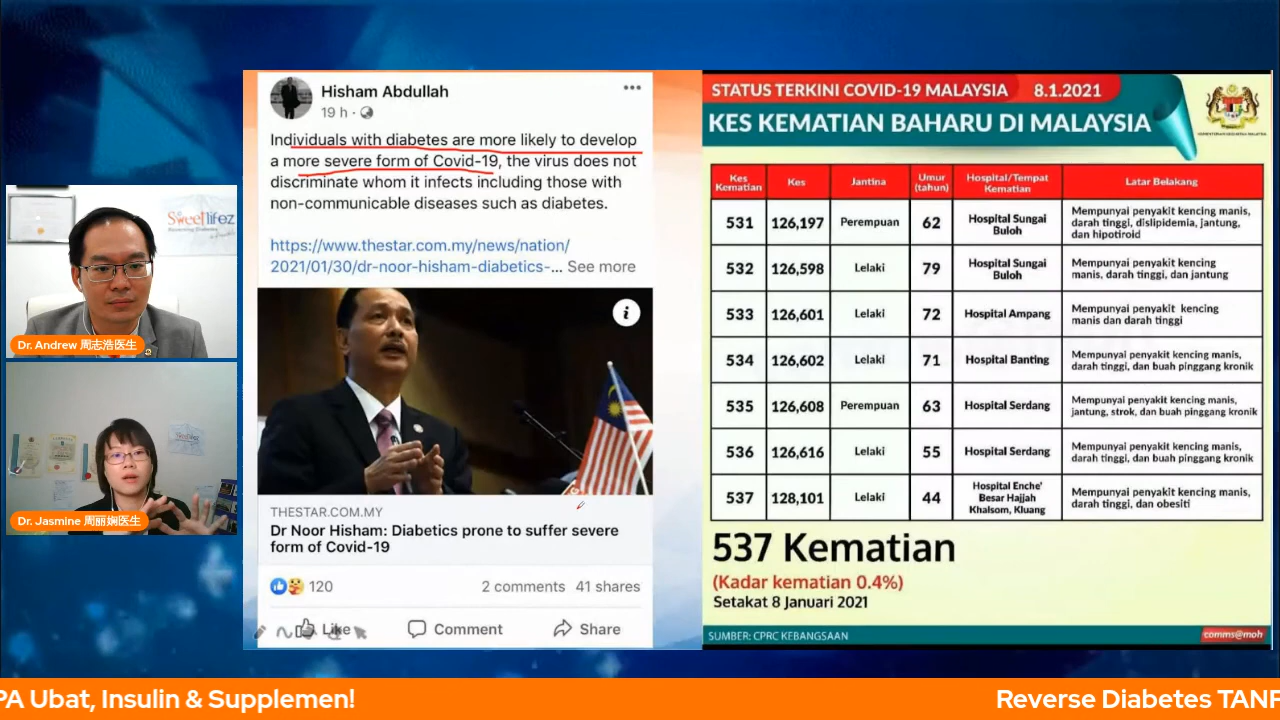 Sweetlifez
Dr. Andrew 周志浩医生
Dr. Jasmine 周丽娴医生
Hisham Abdullah
19 h ·
Individuals with diabetes are more likely to develop
a more severe form of Covid-19, the virus does not
discriminate whom it infects including those with
non-communicable diseases such as diabetes.
https://www.thestar.com.my/news/nation/
2021/01/30/dr-noor-hisham-diabetics-... See more
THESTAR.COM.MY
Dr Noor Hisham: Diabetics prone to suffer severe
form of Covid-19
120 2 comments 41 shares
Like Comment Share
STATUS TERKINI COVID-19 MALAYSIA 8.1.2021
KES KEMATIAN BAHARU DI MALAYSIA
Kes Kematian Kes Jantina Umur (tahun) Hospital/Tempat Kematian Latar Belakang
531 126,197 Perempuan 62 Hospital Sungai Buloh Mempunyai penyakit kencing manis, darah tinggi, dislipidemia, jantung, dan hipotiroid
532 126,598 Lelaki 79 Hospital Sungai Buloh Mempunyai penyakit kencing manis, darah tinggi, dan jantung
533 126,601 Lelaki 72 Hospital Ampang Mempunyai penyakit kencing manis dan darah tinggi
534 126,602 Lelaki 71 Hospital Banting Mempunyai penyakit kencing manis, darah tinggi, dan buah pinggang kronik
535 126,608 Perempuan 63 Hospital Serdang Mempunyai penyakit kencing manis, jantung, strok, dan buah pinggang kronik
536 126,616 Lelaki 55 Hospital Serdang Mempunyai penyakit kencing manis, darah tinggi, dan buah pinggang kronik
537 128,101 Lelaki 44 Hospital Enche' Besar Hajjah Khalsom, Kluang Mempunyai penyakit kencing manis, darah tinggi, dan obesiti
537 Kematian
(Kadar kematian 0.4%)
Setakat 8 Januari 2021
SUMBER: CPRC KEBANGSAAN
comms@moh
PA Ubat, Insulin & Supplemen! Reverse Diabetes TANP